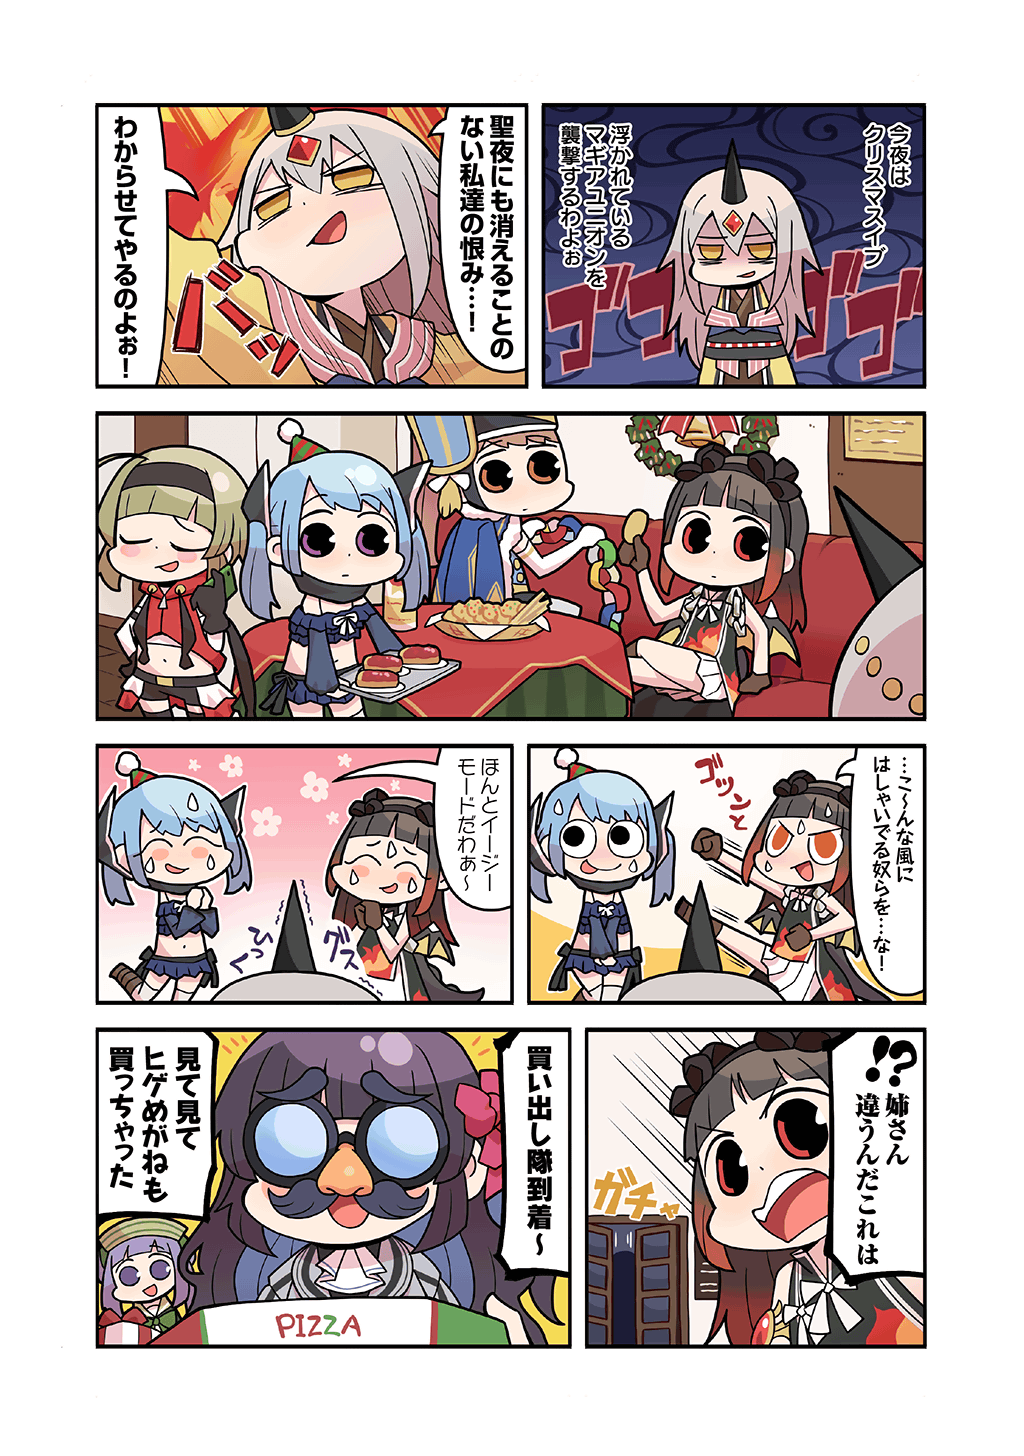 今夜は
クリスマスイブ
浮かれている
マギアユニオンを
襲撃するわよぉ
ゴゴゴゴ
聖夜にも消えることの
ない私達の恨み…！
わからせてやるのよぉ！
バーッ
…こ〜んな風に
はしゃいでる奴らを…な！
ゴツンと
ほんとイージー
モードだわぁ〜
グスッ
ひっく
!?姉さん
違うんだこれは
ガチャ
買い出し隊到着〜
見て見て
ヒゲめがねも
買っちゃった
PIZZA